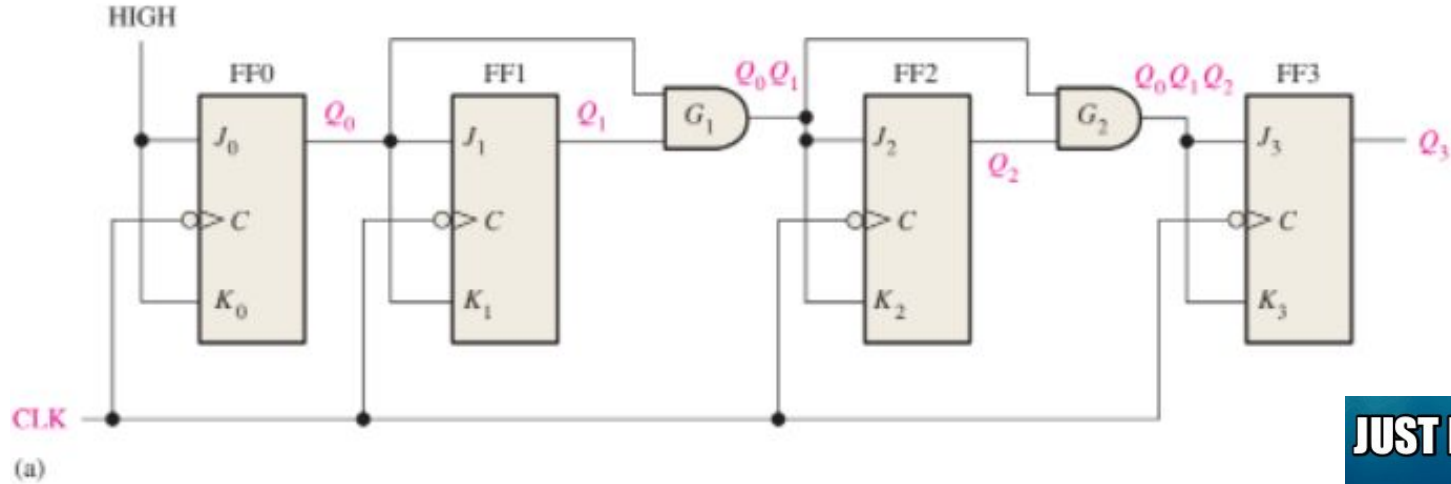 HIGH
FF0 FF1 FF2 FF3
Q₀ Q₁ Q₀Q₁ Q₂ Q₀Q₁Q₂ Q₃
G₁ G₂
J₀ J₁ J₂ J₃
C C C C
K₀ K₁ K₂ K₃
CLK
(a)
JUST